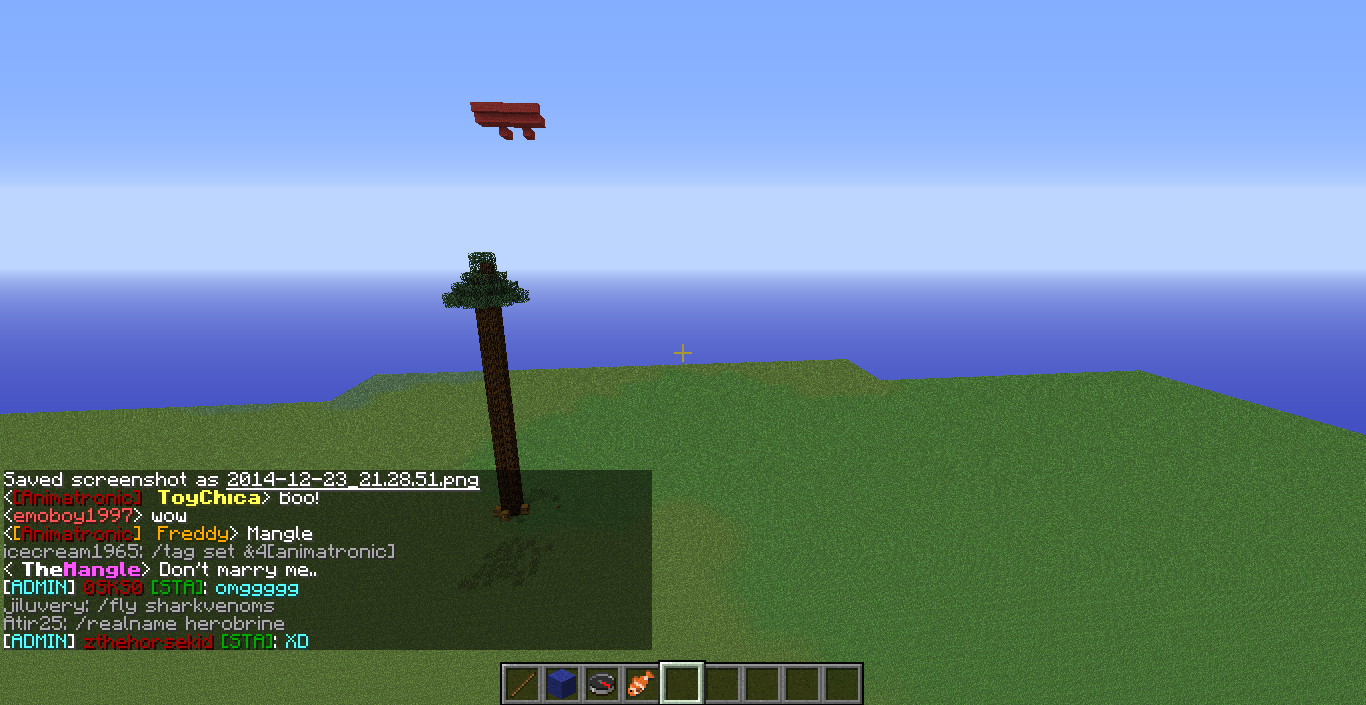 Saved screenshot as 2014-12-23_21.28.51.png
<[Animatronic] ToyChica> Boo!
<emoboy1997> wow
<[Animatronic] Freddy> Mangle
icecream1965: /tag set &4[animatronic]
< TheMangle> Don't marry me..
[ADMIN] 05K50 [STA]: omggggg
jiluvery: /fly sharkvenoms
Atir25: /realname herobrine
[ADMIN] zthehorsekid [STA]: XD